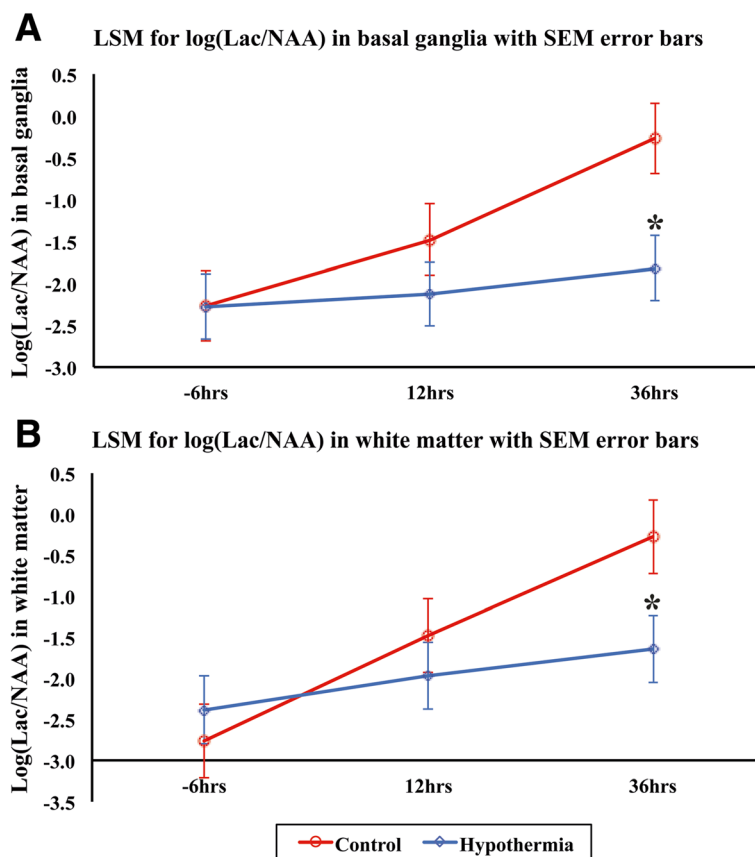 A
LSM for log(Lac/NAA) in basal ganglia with SEM error bars
Log(Lac/NAA) in basal ganglia
0.5
0.0
-0.5
-1.0
-1.5
-2.0
-2.5
-3.0
*
-6hrs 12hrs 36hrs
B
LSM for log(Lac/NAA) in white matter with SEM error bars
Log(Lac/NAA) in white matter
0.5
0.0
-0.5
-1.0
-1.5
-2.0
-2.5
-3.0
-3.5
*
-6hrs 12hrs 36hrs
Control Hypothermia